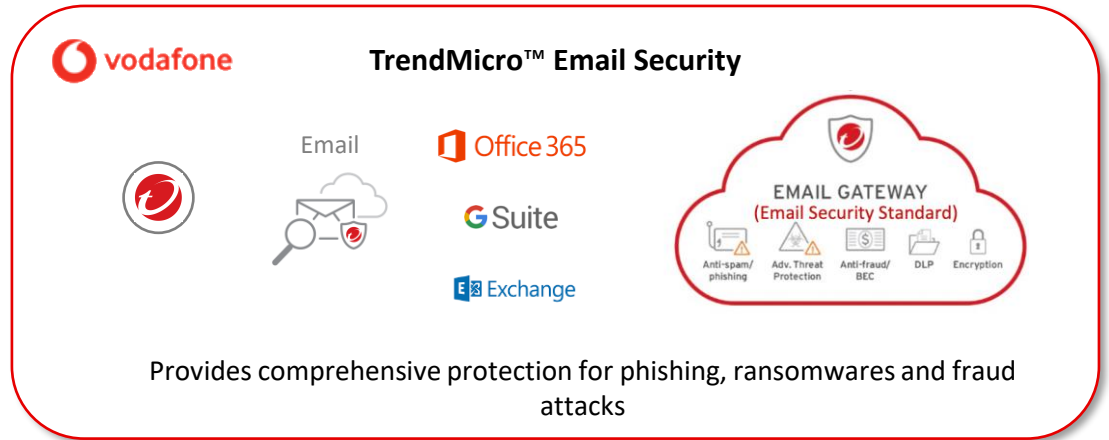 vodafone
TrendMicro™ Email Security
Email
Office 365
G Suite
E Exchange
EMAIL GATEWAY
(Email Security Standard)
Anti-spam/
phishing
Adv. Threat
Protection
Anti-fraud/
BEC
DLP
Encryption
Provides comprehensive protection for phishing, ransomwares and fraud
attacks